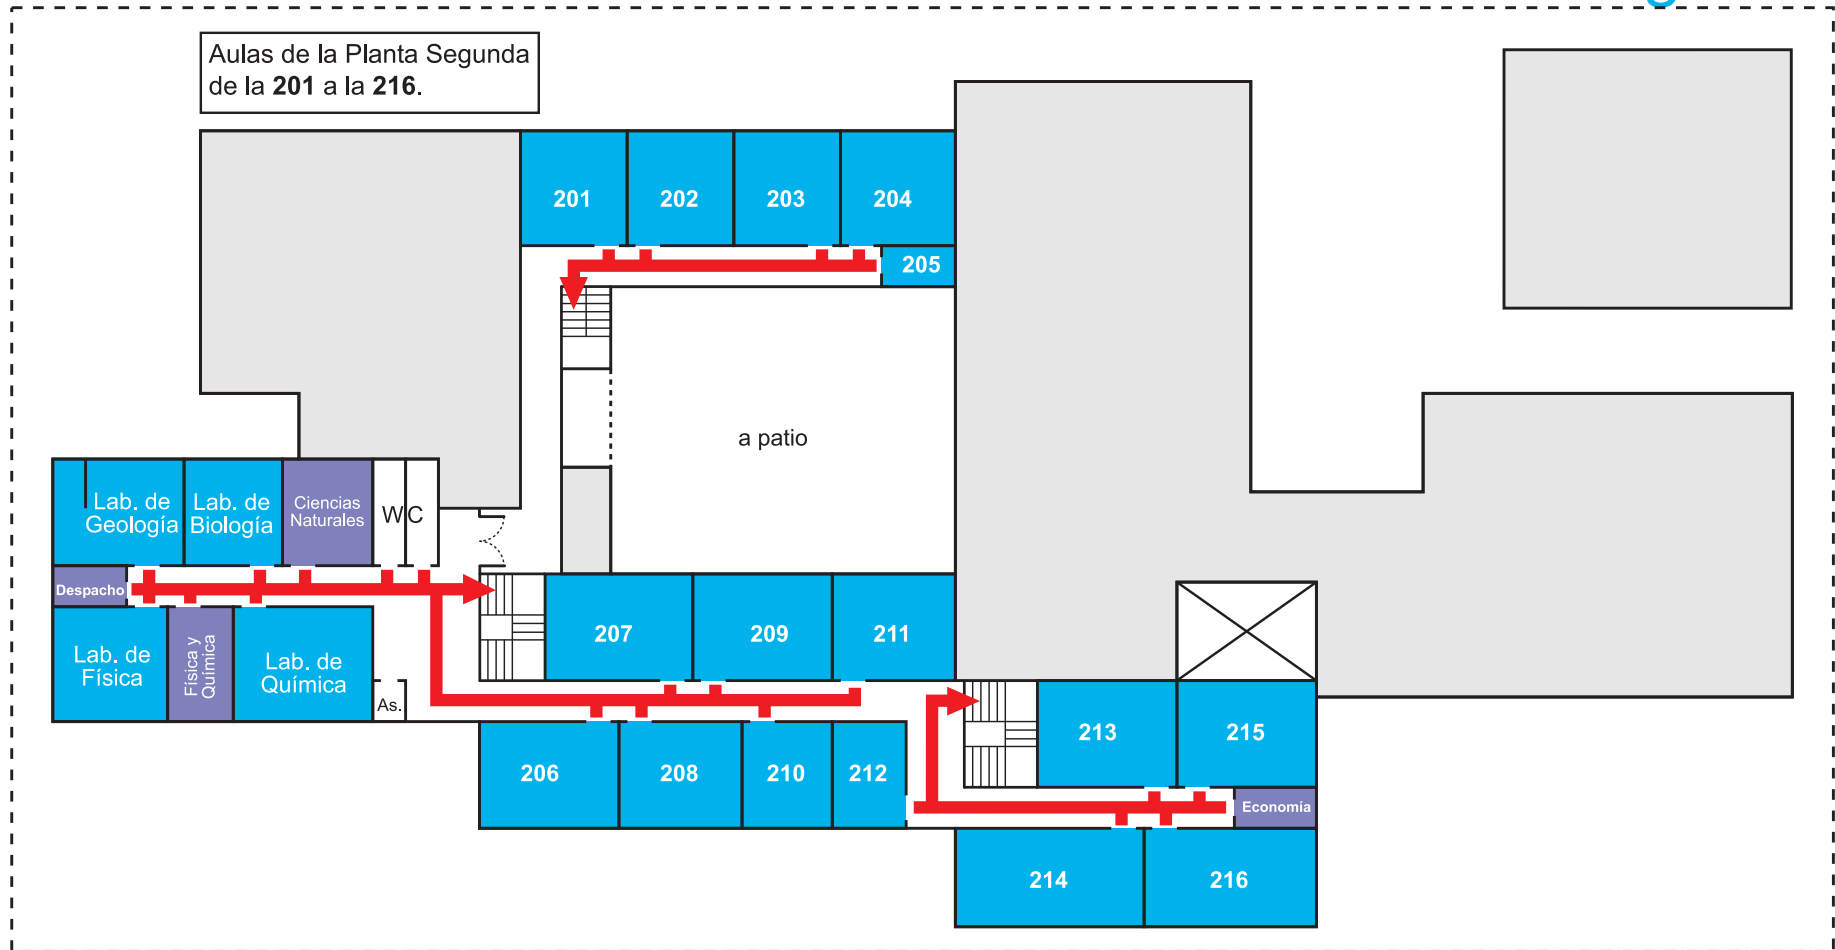 Aulas de la Planta Segunda
de la 201 a la 216.
201
202
203
204
205
a patio
Lab. de
Geología
Lab. de
Biología
Ciencias
Naturales
WC
Despacho
Lab. de
Física
Física y
Química
Lab. de
Química
As.
207
209
211
206
208
210
212
213
215
Economía
214
216